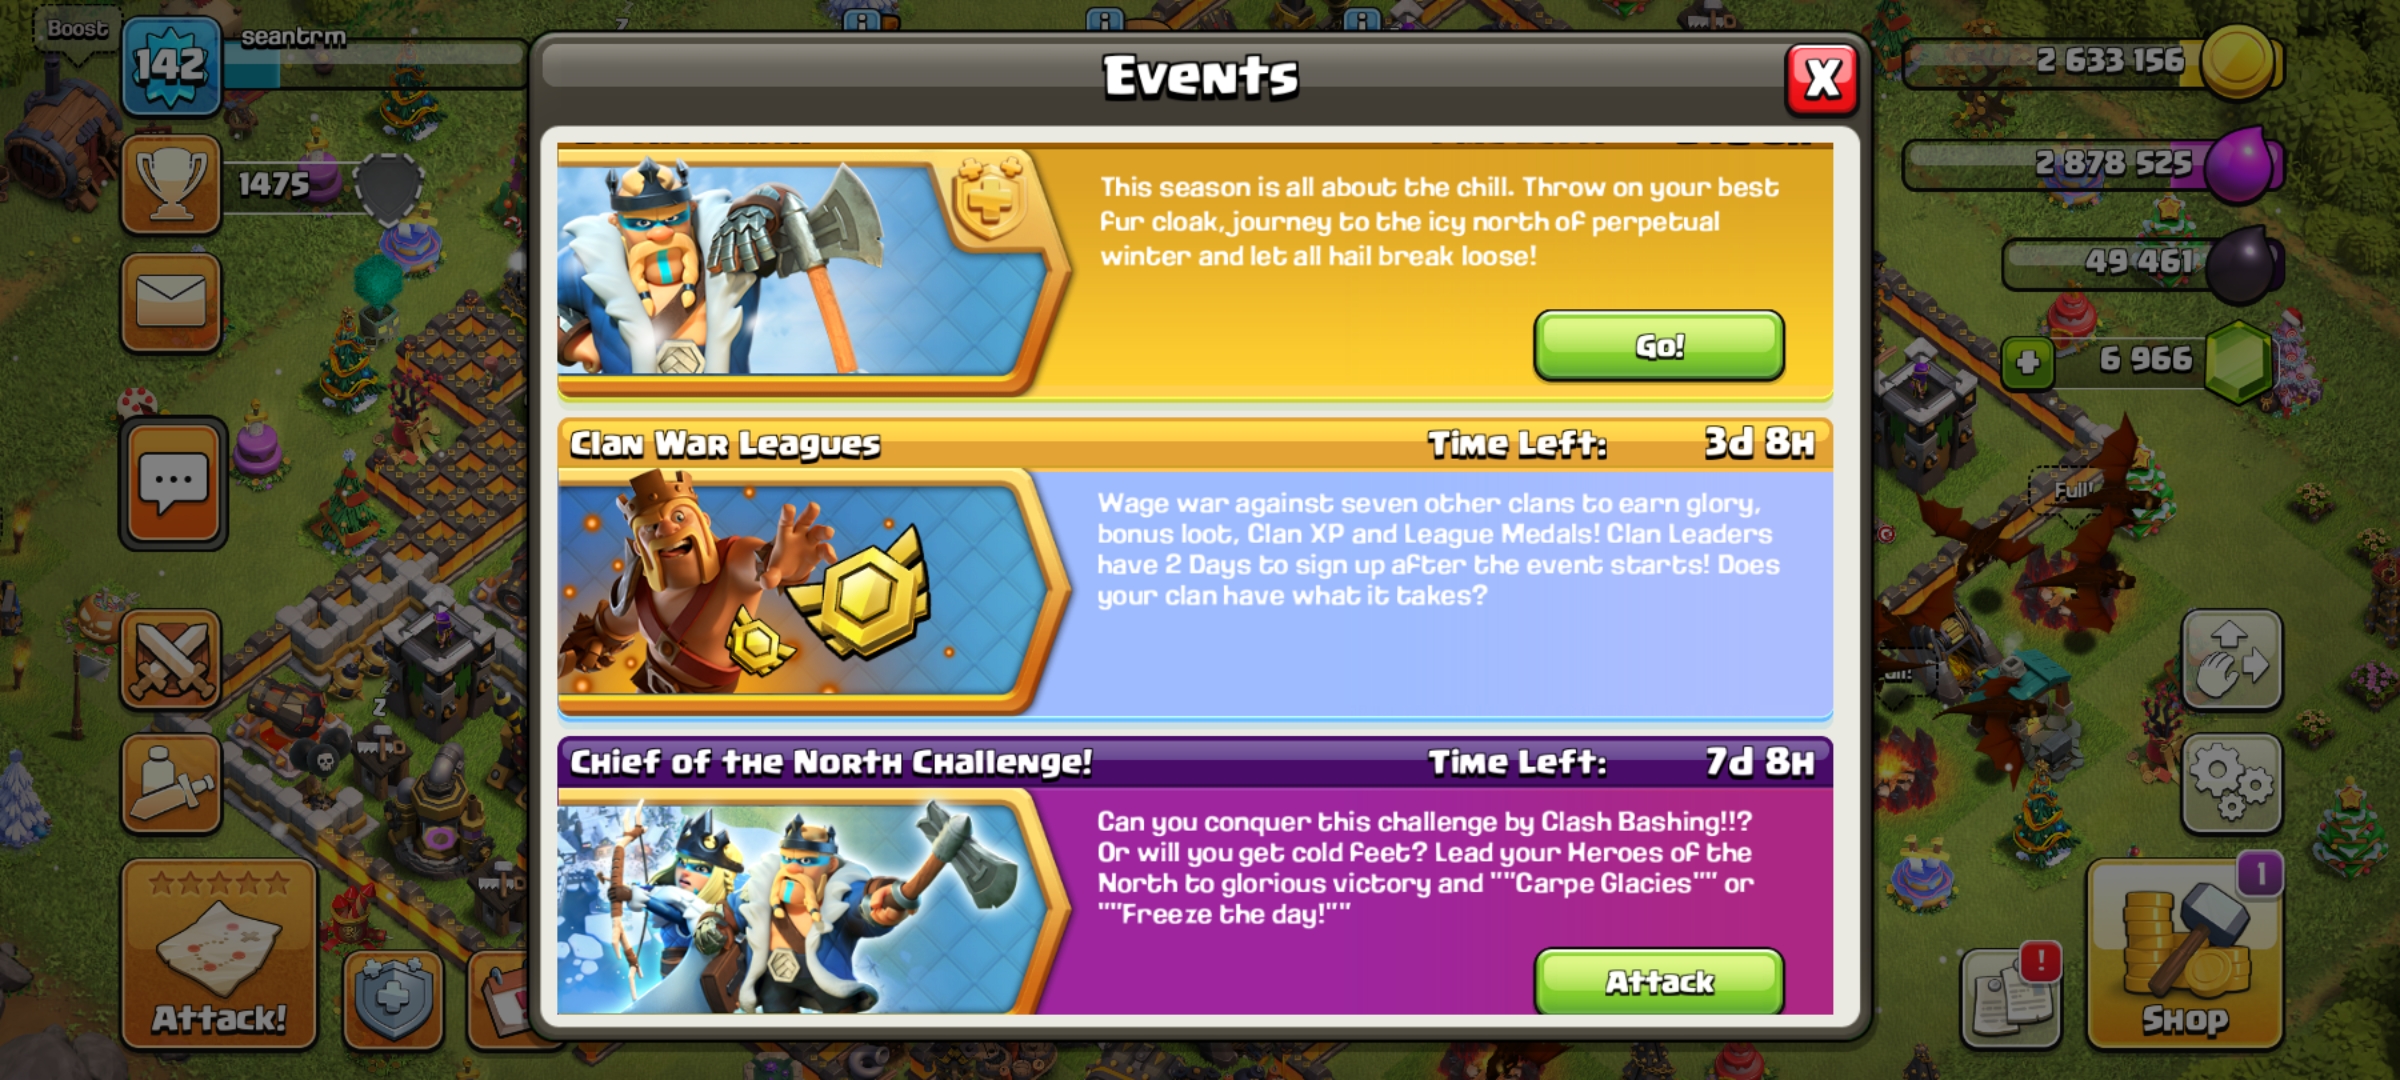 Boost
142
seantrm
Events
X
2 633 156
1475
This season is all about the chill. Throw on your best
fur cloak, journey to the icy north of perpetual
winter and let all hail break loose!
2 878 525
49 461
Go!
6 966
Clan War Leagues
Time Left:
3d 8H
Wage war against seven other clans to earn glory,
bonus loot, Clan XP and League Medals! Clan Leaders
have 2 Days to sign up after the event starts! Does
your clan have what it takes?
Full!
Chief of the North Challenge!
Time Left:
7d 8H
Can you conquer this challenge by Clash Bashing!!?
Or will you get cold feet? Lead your Heroes of the
North to glorious victory and ""Carpe Glacies"" or
""Freeze the day!""
Attack
Attack!
1
!
Shop